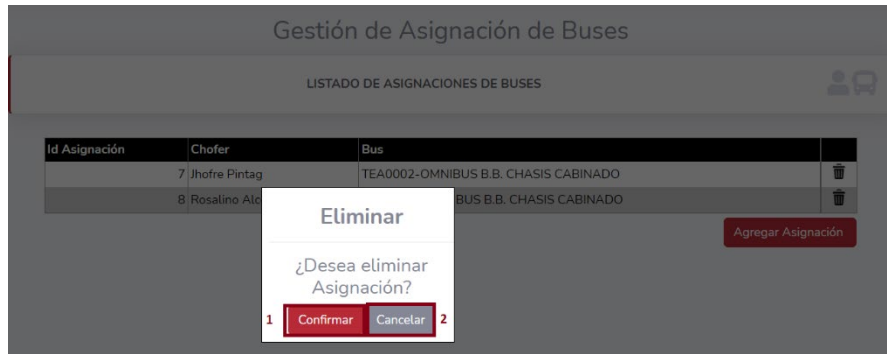 Gestión de Asignación de Buses
LISTADO DE ASIGNACIONES DE BUSES
Id Asignación Chofer Bus
7 Jhofre Pintag TEA0002-OMNIBUS B.B. CHASIS CABINADO
8 Rosalino BUS B.B. CHASIS CABINADO
Agregar Asignación
Eliminar
¿Desea eliminar
Asignación?
1 Confirmar Cancelar 2